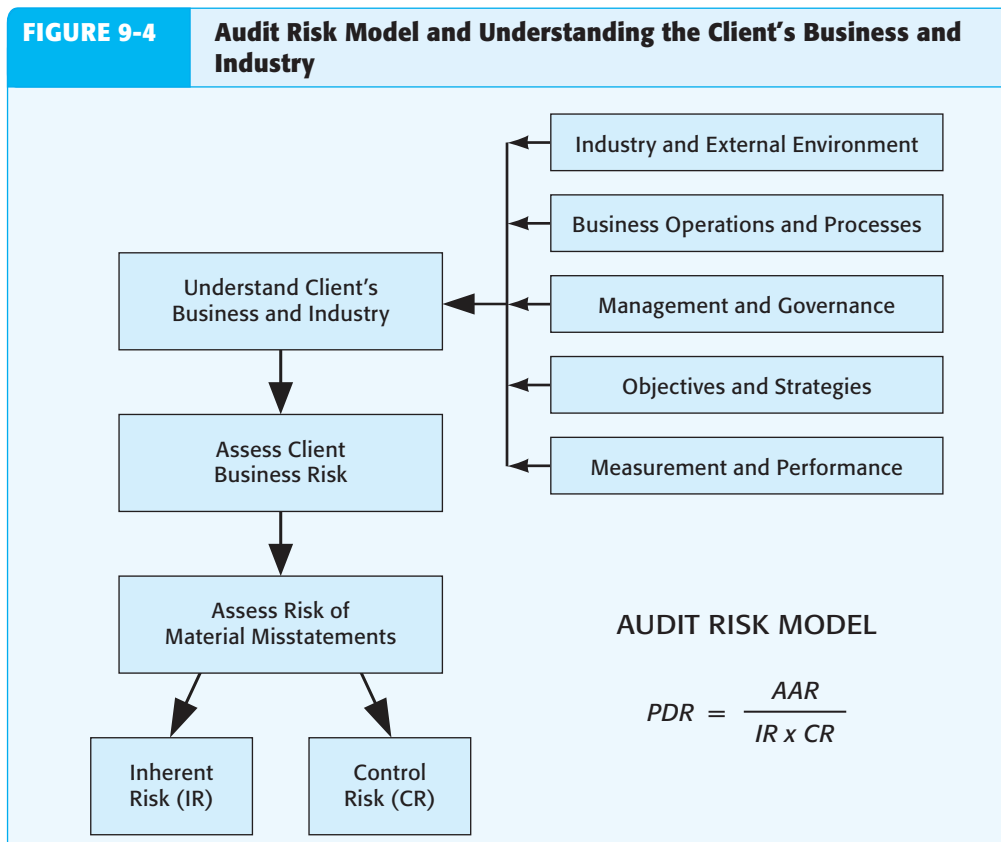 FIGURE 9-4
Audit Risk Model and Understanding the Client's Business and
Industry
Industry and External Environment
Business Operations and Processes
Understand Client's
Business and Industry
Management and Governance
Objectives and Strategies
Assess Client
Business Risk
Measurement and Performance
Assess Risk of
Material Misstatements
AUDIT RISK MODEL
PDR = AAR
IR x CR
Inherent
Risk (IR)
Control
Risk (CR)